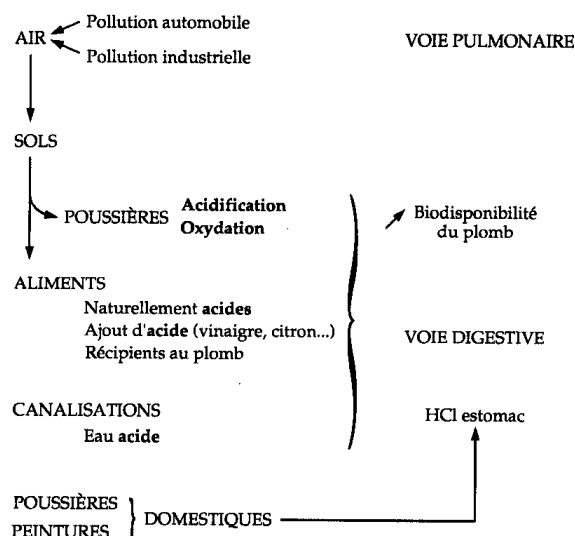 Pollution automobile
AIR
VOIE PULMONAIRE
Pollution industrielle
SOLS
POUSSIÈRES
Acidification
Oxydation
Biodisponibilité
du plomb
ALIMENTS
Naturellement acides
Ajout d'acide (vinaigre, citron...)
Récipients au plomb
VOIE DIGESTIVE
CANALISATIONS
Eau acide
HCl estomac
POUSSIÈRES
PEINTURES
DOMESTIQUES